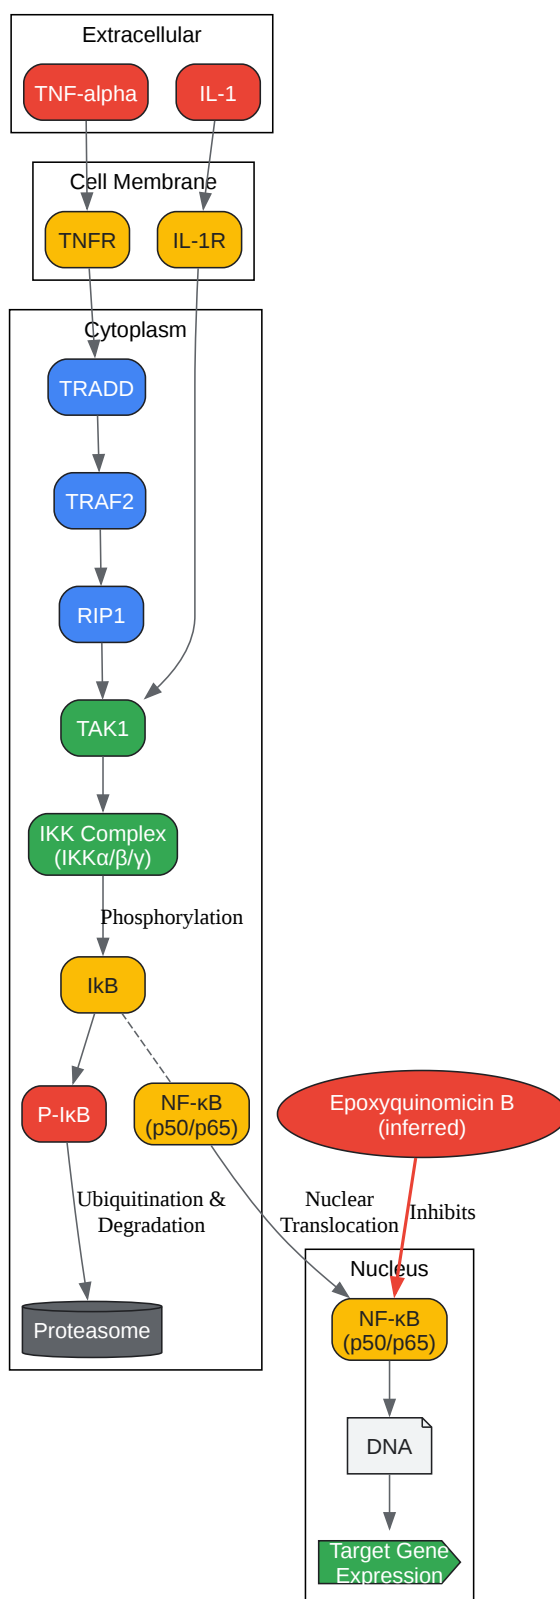 Extracellular
TNF-alpha
IL-1
Cell Membrane
TNFR
IL-1R
Cytoplasm
TRADD
TRAF2
RIP1
TAK1
IKK Complex
(IKKα/β/γ)
Phosphorylation
IkB
P-IκB
NF-κB
(p50/p65)
Epoxyquinomicin B
(inferred)
Ubiquitination &
Degradation
Nuclear
Translocation
Inhibits
Nucleus
Proteasome
NF-κB
(p50/p65)
DNA
Target Gene
Expression